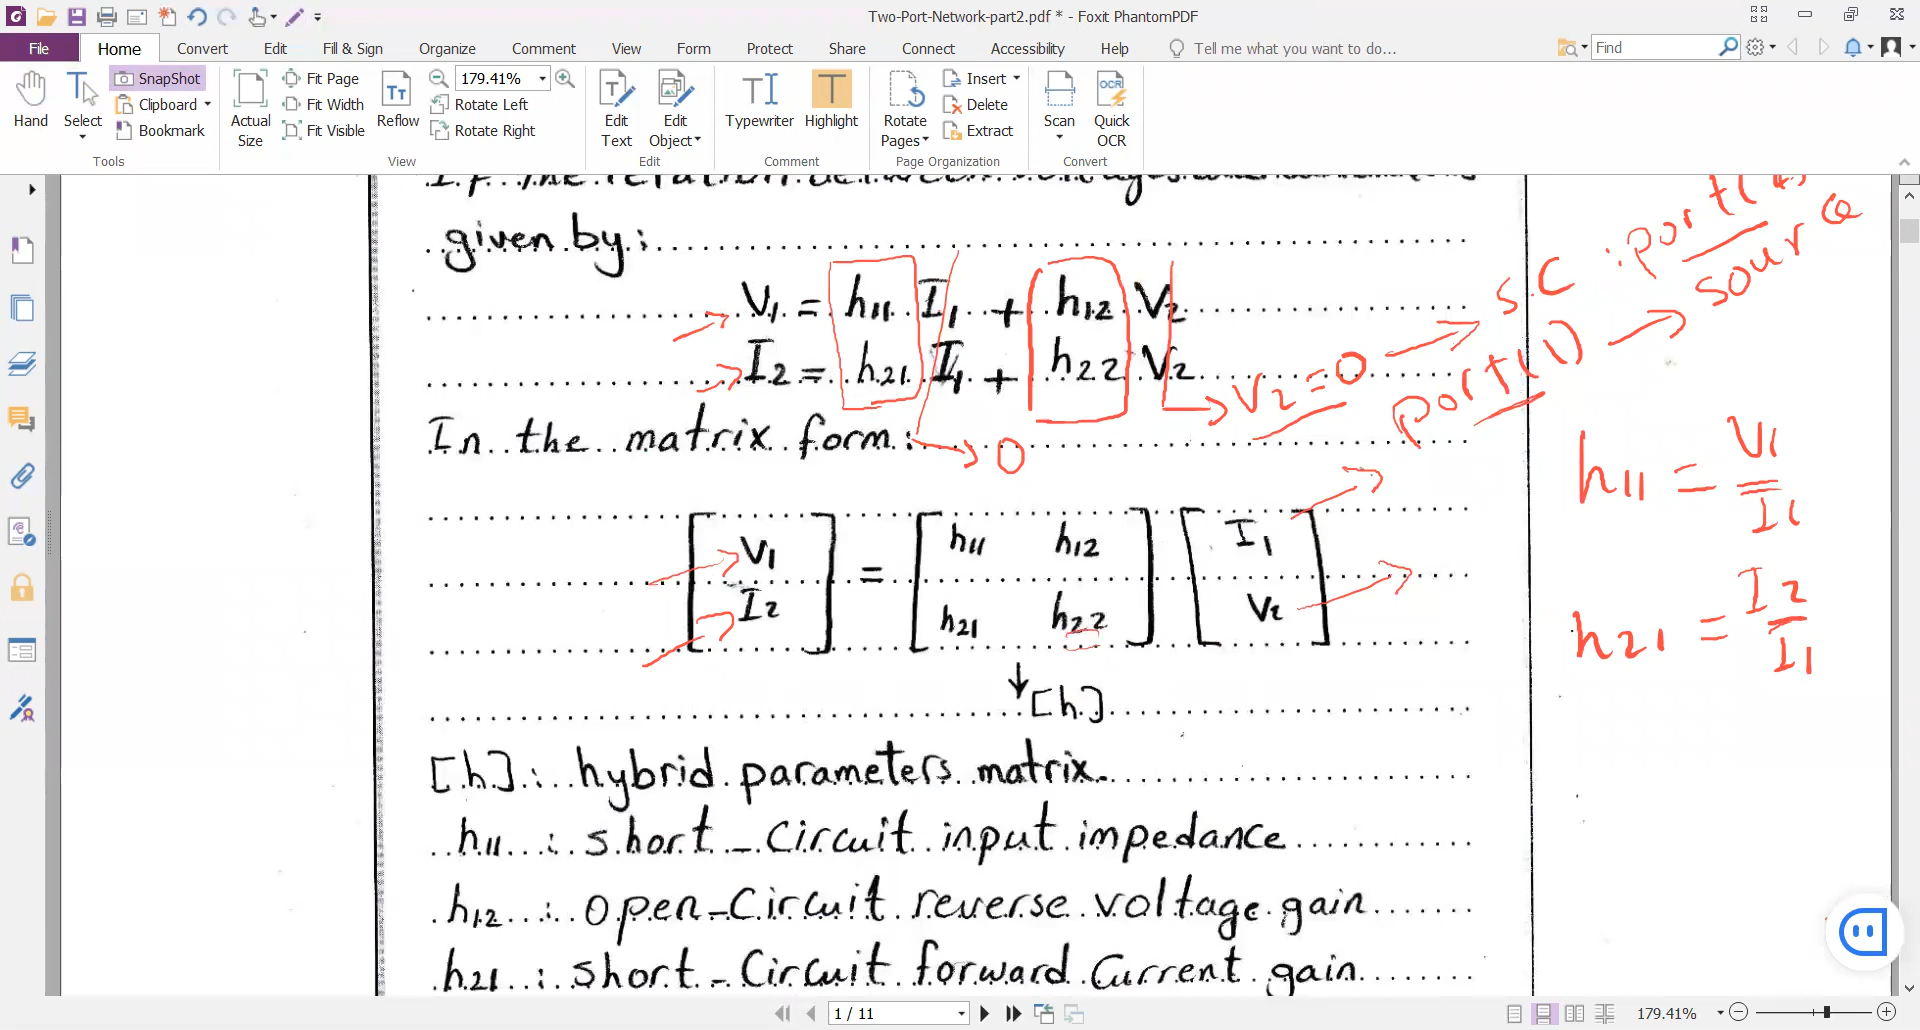 Two-Port-Network-part2.pdf * - Foxit PhantomPDF
File Home Convert Edit Fill & Sign Organize Comment View Form Protect Share Connect Accessibility Help Tell me what you want to do... Find
Hand Select SnapShot Clipboard Bookmark Actual Size Fit Page Fit Width Fit Visible Reflow 179.41% Rotate Left Rotate Right Edit Text Edit Object Typewriter Highlight Rotate Pages Insert Delete Extract Scan Quick OCR
Tools View Edit Comment Page Organization Convert
given by:
V1 = h11 I1 + h12 V2
I2 = h21 I1 + h22 V2
V2 = 0
S.C : port(2)
port(1) source
In the matrix form:
0
h11 = V1/I1
[V1 I2] = [h11 h12 h21 h22] [I1 V2]
h21 = I2/I1
[h]
[h]: hybrid parameters matrix.
h11 : short-Circuit input impedance
h12 : open-Circuit reverse voltage gain
h21 : short-Circuit forward Current gain
1 / 11
179.41%